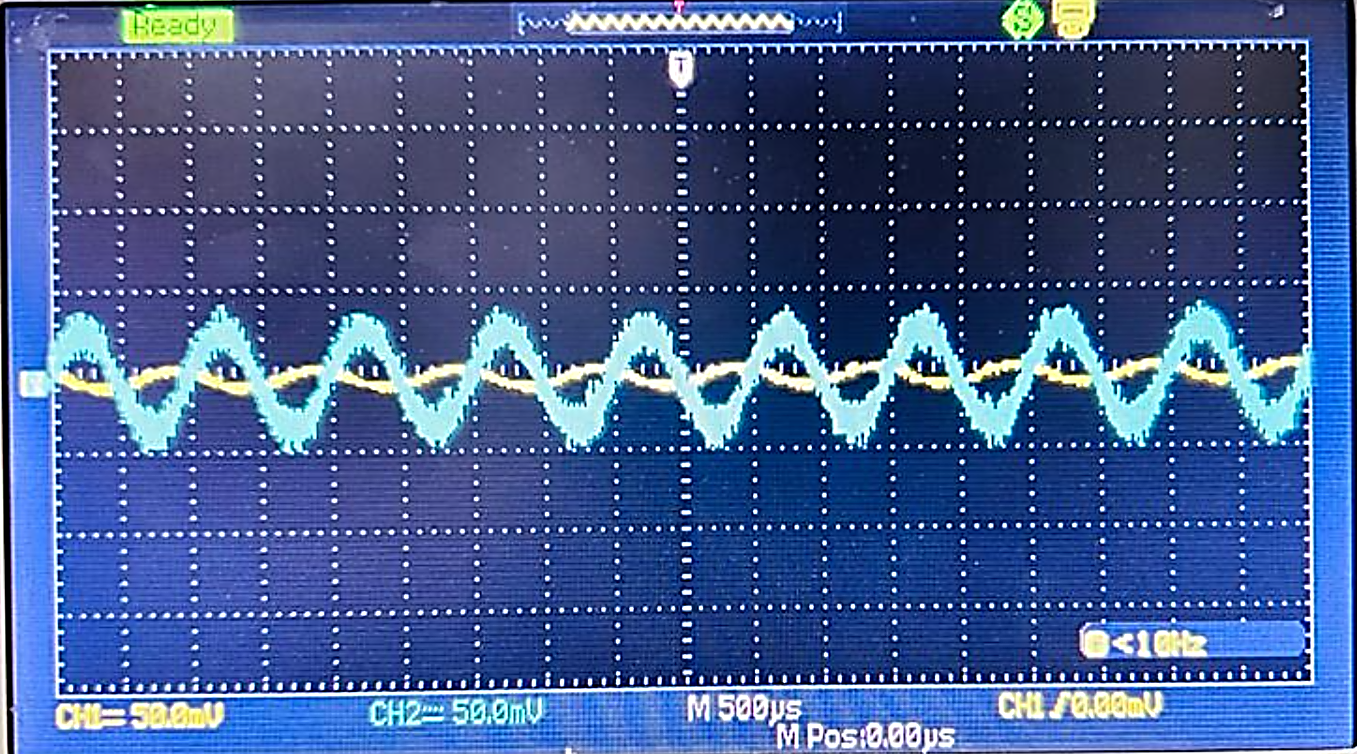 Ready
T
S
<10Hz
CH1 50.0mV CH2 50.0mV M 500µs CH1 0.00mV
M Pos:0.00µs